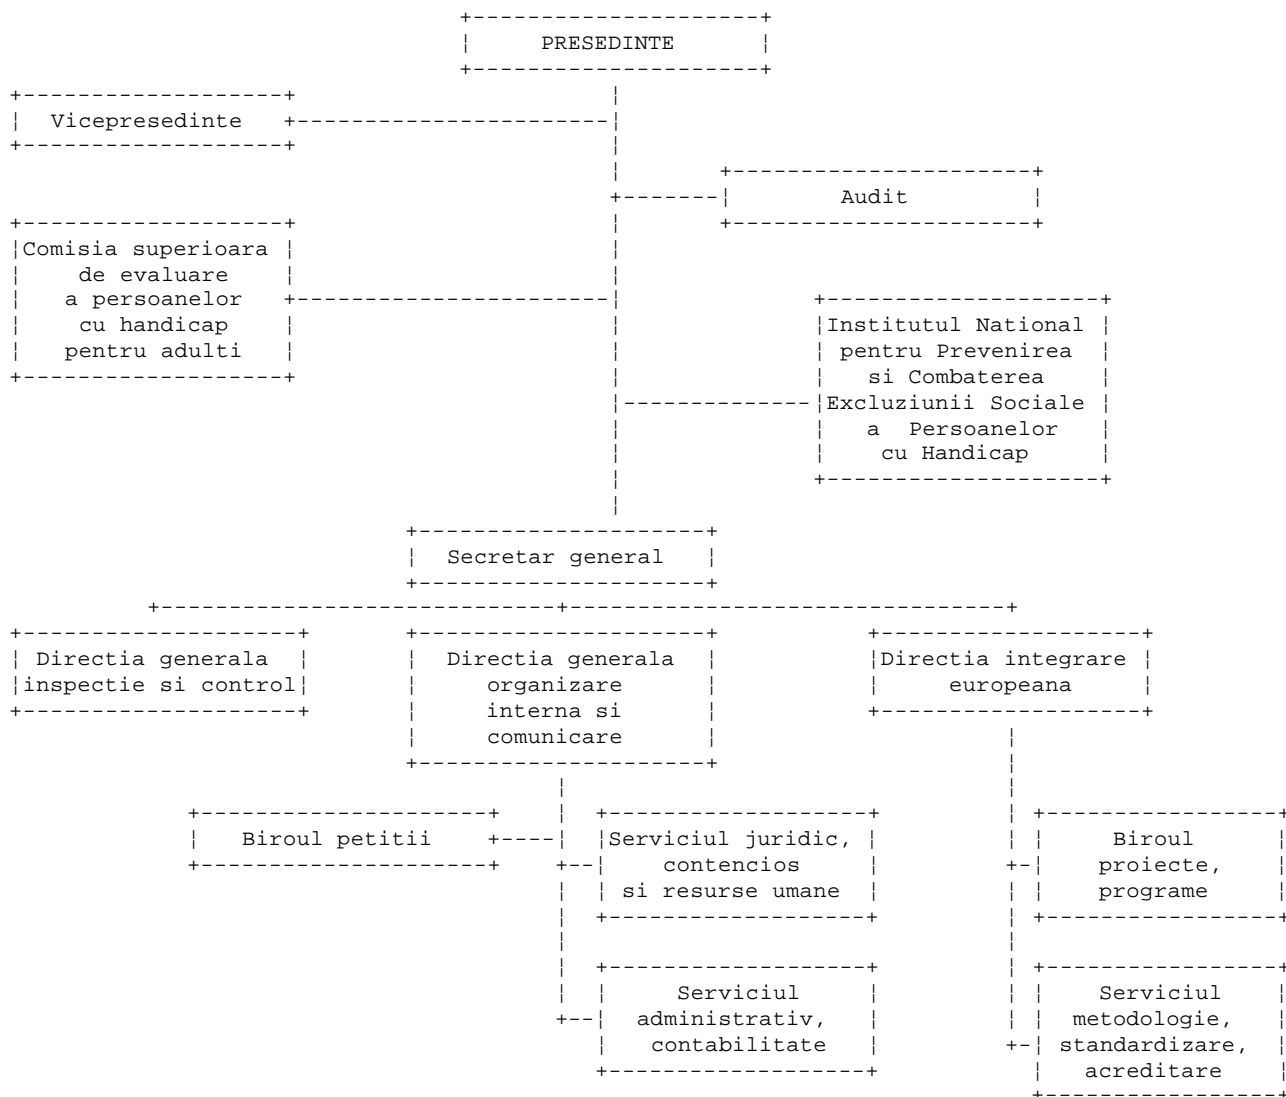 PRESEDINTE
Vicepresedinte
Audit
Comisia superioara
de evaluare
a persoanelor
cu handicap
pentru adulti
Institutul National
pentru Prevenirea
si Combaterea
Excluziunii Sociale
a Persoanelor
cu Handicap
Secretar general
Directia generala
inspectie si control
Directia generala
organizare
interna si
comunicare
Directia integrare
europeana
Biroul petitii
Serviciul juridic,
contencios
si resurse umane
Biroul
proiecte,
programe
Serviciul
administrativ,
contabilitate
Serviciul
metodologie,
standardizare,
acreditare